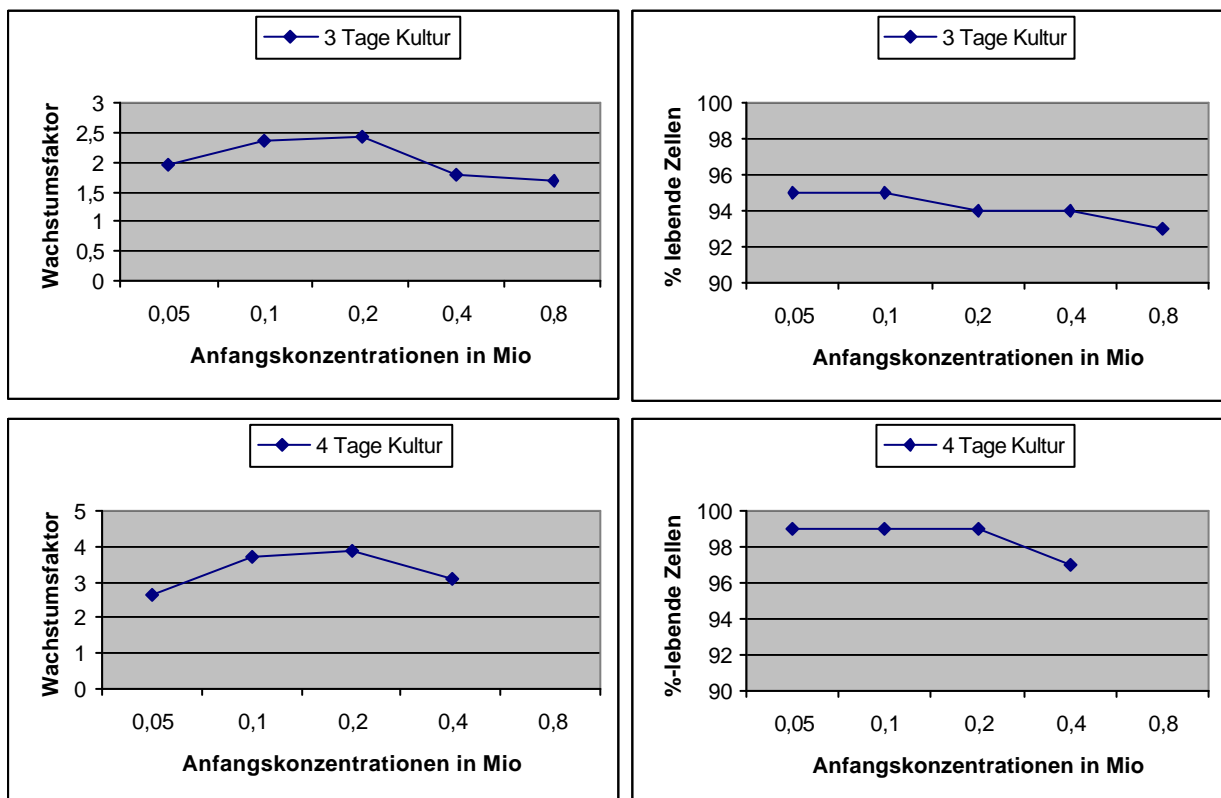 3 Tage Kultur
Wachstumsfaktor
3
2,5
2
1,5
1
0,5
0
0,05 0,1 0,2 0,4 0,8
Anfangskonzentrationen in Mio
3 Tage Kultur
% lebende Zellen
100
98
96
94
92
90
0,05 0,1 0,2 0,4 0,8
Anfangskonzentrationen in Mio
4 Tage Kultur
Wachstumsfaktor
5
4
3
2
1
0
0,05 0,1 0,2 0,4 0,8
Anfangskonzentrationen in Mio
4 Tage Kultur
%-lebende Zellen
100
98
96
94
92
90
0,05 0,1 0,2 0,4 0,8
Anfangskonzentrationen in Mio